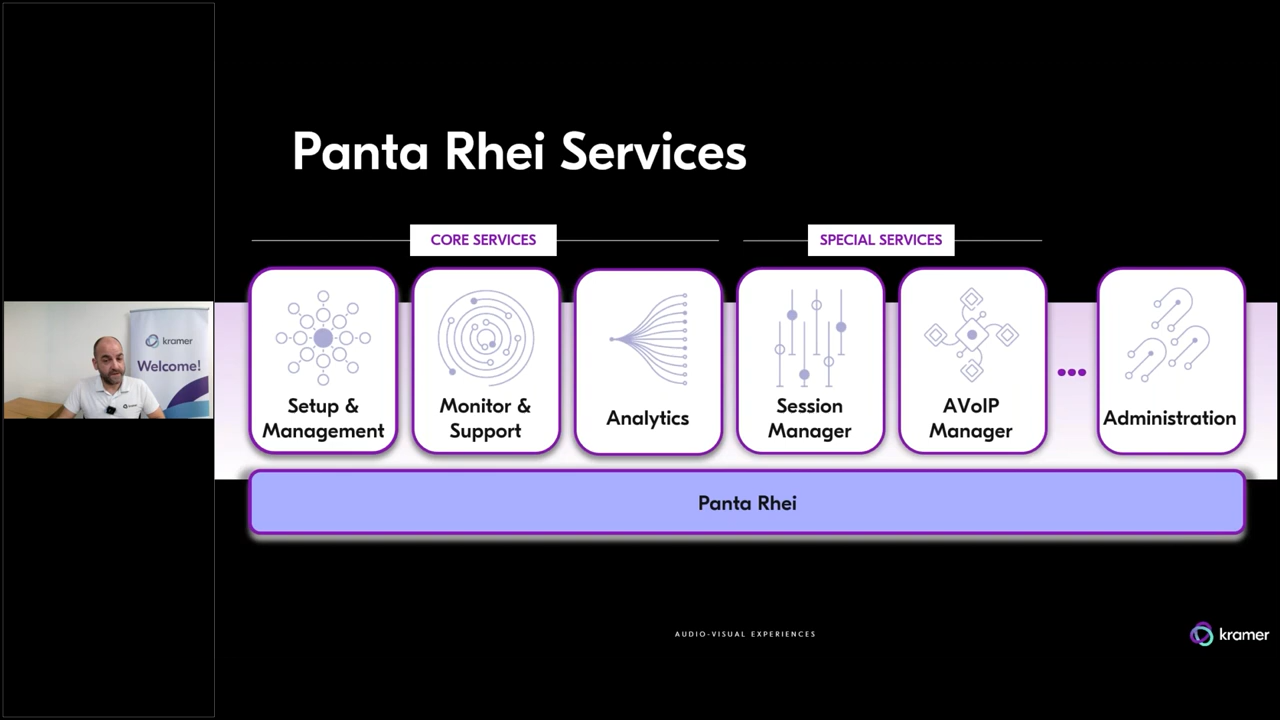 Panta Rhei Services
CORE SERVICES
SPECIAL SERVICES
Setup &
Management
Monitor &
Support
Analytics
Session
Manager
AVoIP
Manager
Administration
Panta Rhei
kramer
Welcome!
AUDIO-VISUAL EXPERIENCES
kramer